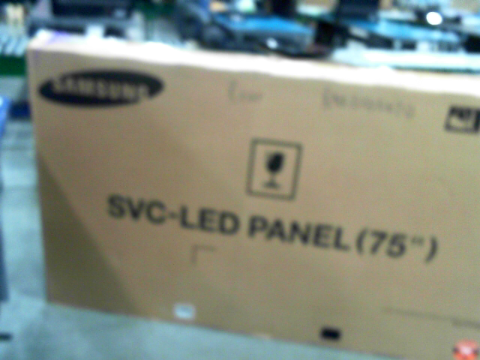 SAMSUNG
SVC-LED PANEL (75")